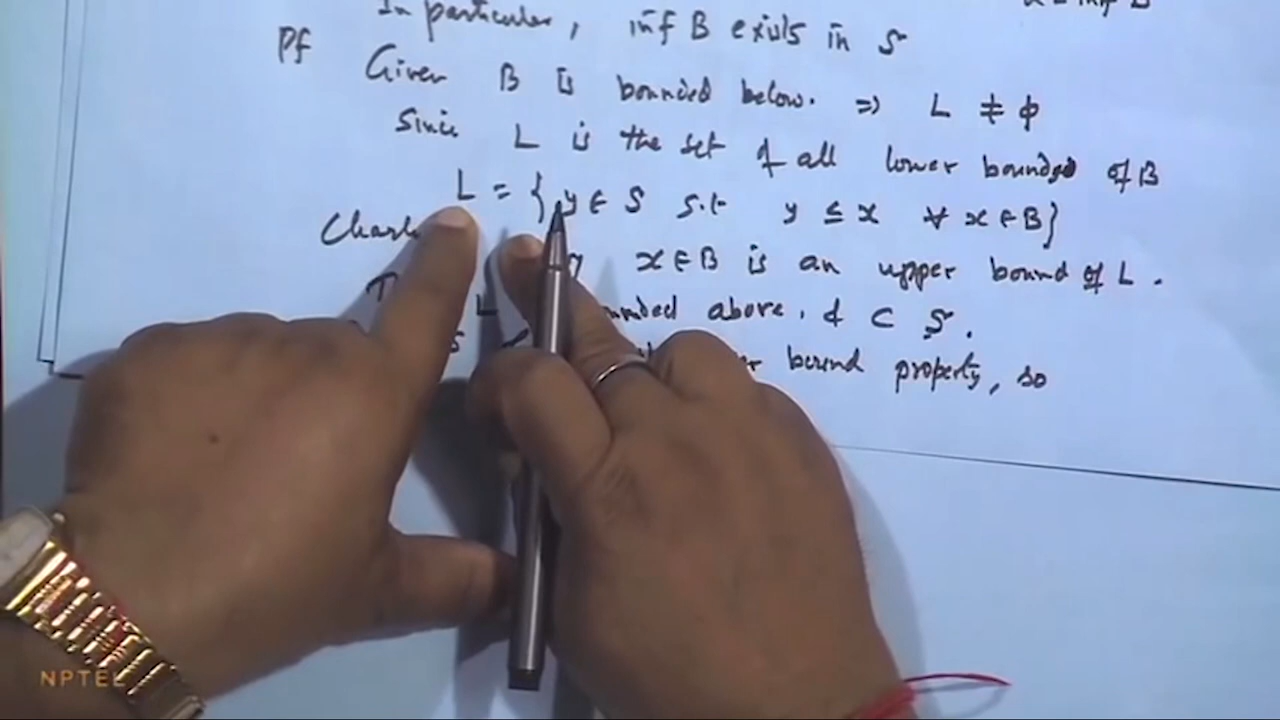 In particular, inf B exists in S
Pf Given B is bounded below. ⇒ L ≠ φ
Since L is the set of all lower bounded of B
L = { y ∈ S s.t y ≤ x ∀ x ∈ B}
x ∈ B is an upper bound of L.
L above, & ⊂ S.
bound property, so
NPTEL